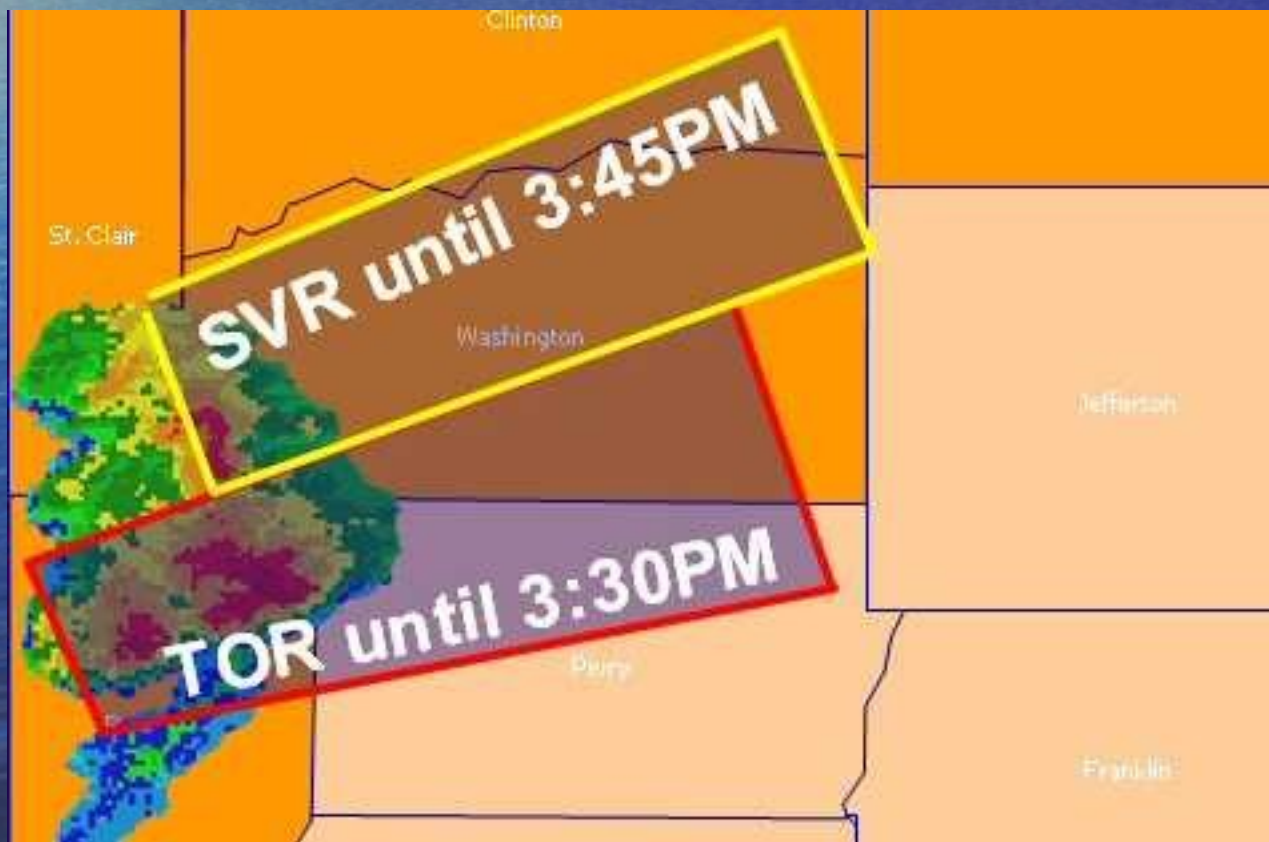 Clinton
SVR until 3:45PM
St. Clair
Washington
Jefferson
TOR until 3:30PM
Perry
Franklin